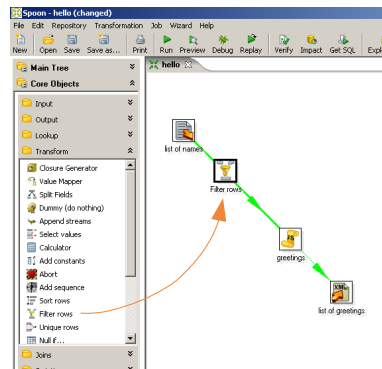 Spoon - hello (changed)
File Edit Repository Transformation Job Wizard Help
New Open Save Save as... Print Run Preview Debug Replay Verify Impact Get SQL
Main Tree
Core Objects
Input
Output
Lookup
Transform
Closure Generator
Value Mapper
Split Fields
Dummy (do nothing)
Append streams
Select values
Calculator
Add constants
Abort
Add sequence
Sort rows
Filter rows
Unique rows
Null if...
Joins
hello
list of names
Filter rows
greetings
XML
list of greetings